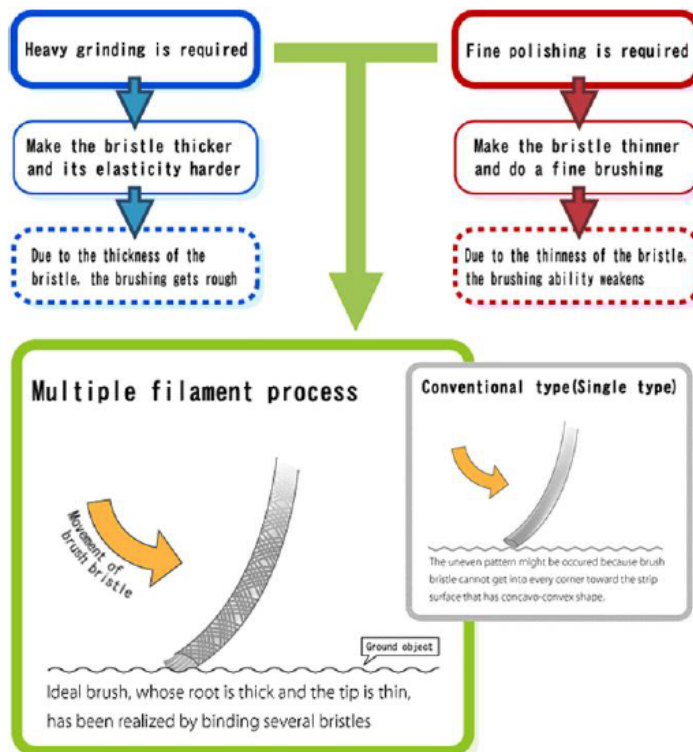 Heavy grinding is required
Fine polishing is required
Make the bristle thicker
and its elasticity harder
Make the bristle thinner
and do a fine brushing
Due to the thickness of the
bristle, the brushing gets rough
Due to the thinness of the bristle,
the brushing ability weakens
Multiple filament process
Movement of
brush bristle
Ground object
Ideal brush, whose root is thick and the tip is thin,
has been realized by binding several bristles
Conventional type(Single type)
The uneven pattern might be occured because brush
bristle cannot get into every corner toward the strip
surface that has concavo-convex shape.